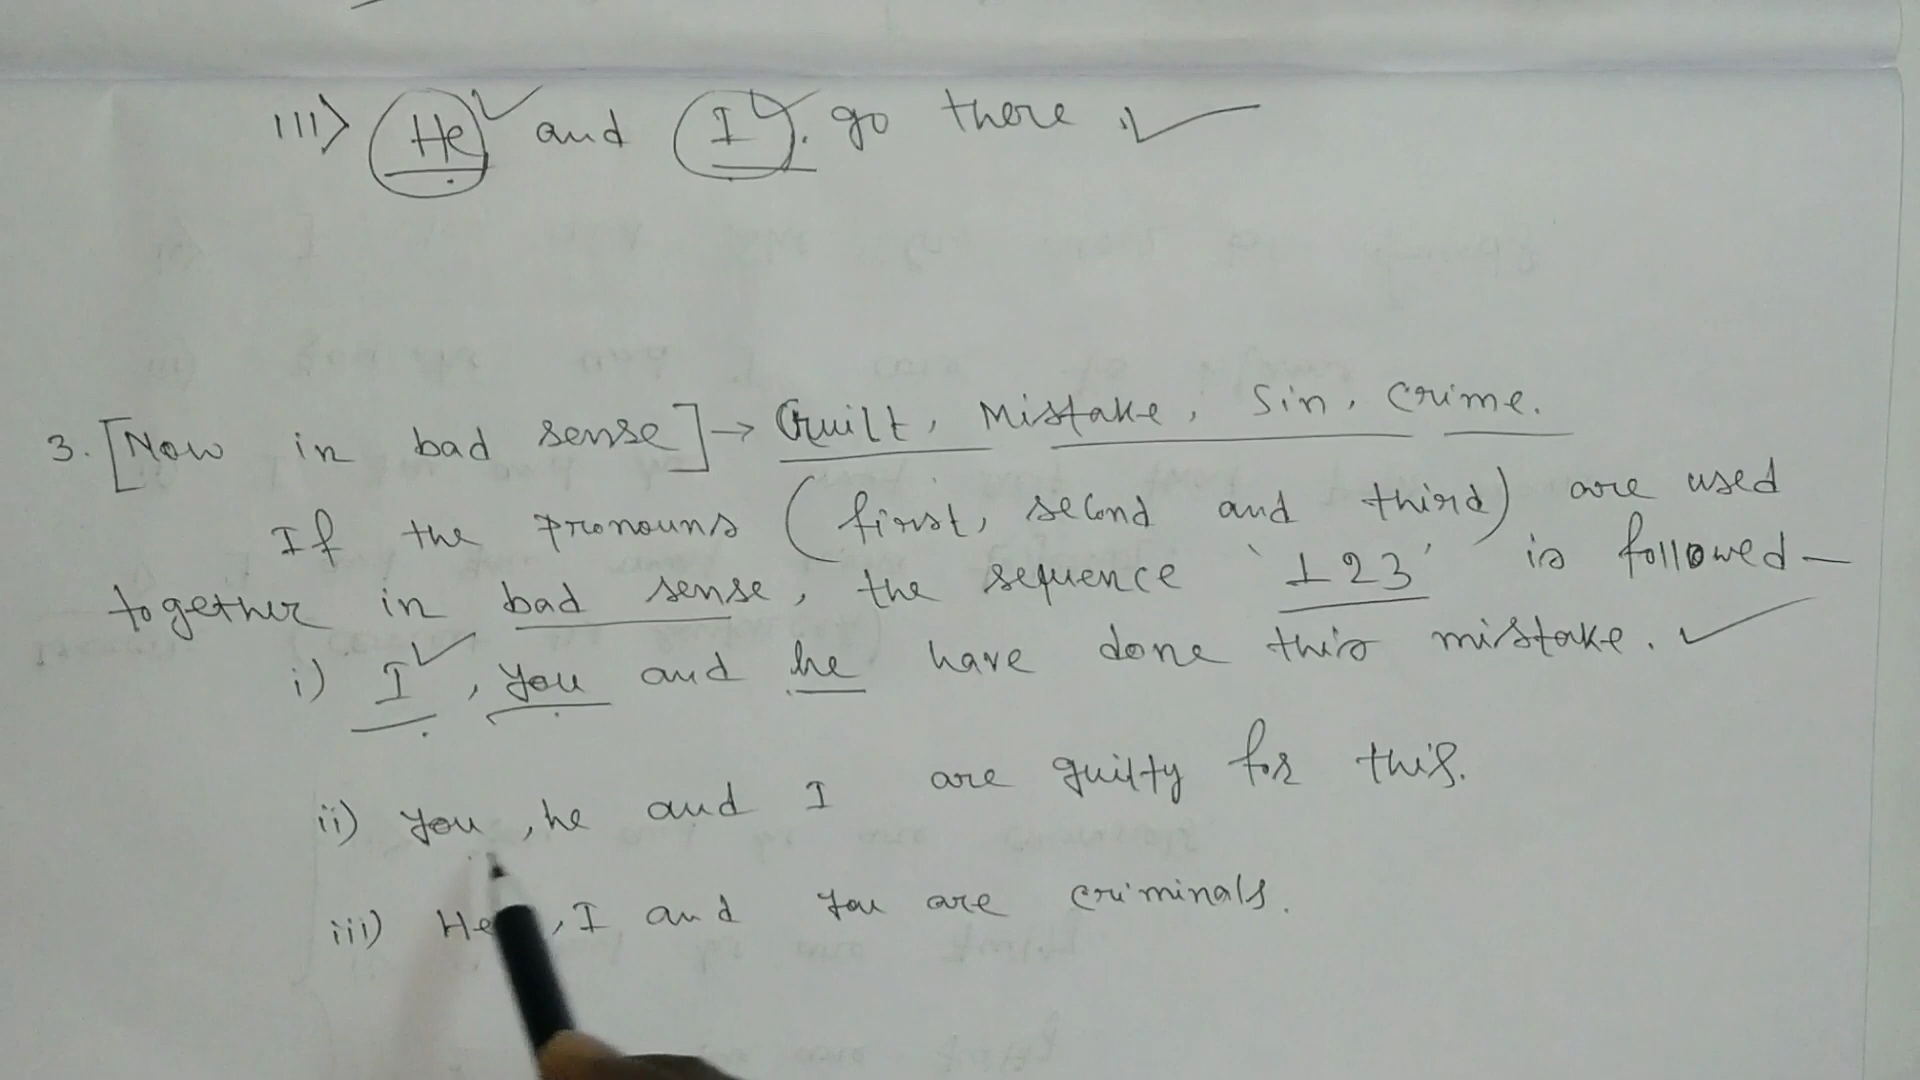 iii) He and I. go there
3. [Now in bad sense] → Guilt, Mistake, Sin, Crime.
If the pronouns (first, second and third) are used
together in bad sense, the sequence '123' is followed—
i) I, you and he have done this mistake.
ii) you, he and I are guilty for this.
iii) He, I and you are criminals.